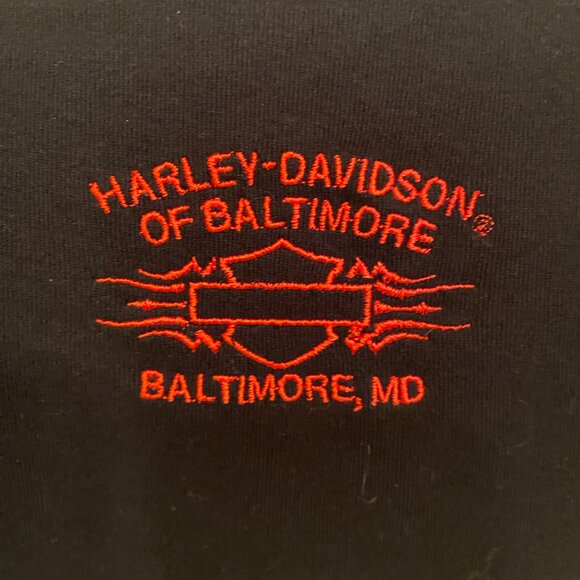 HARLEY-DAVIDSON®
OF BALTIMORE
BALTIMORE, MD